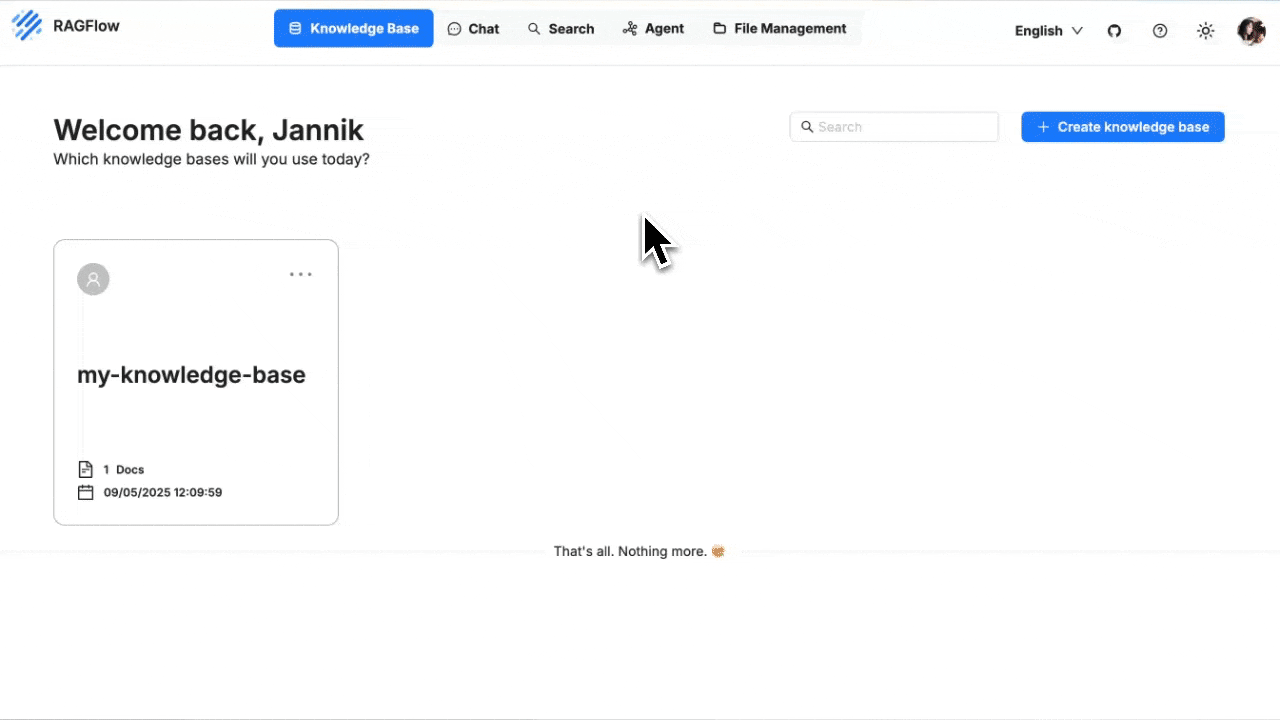 RAGFlow
Knowledge Base
Chat
Search
Agent
File Management
English
Welcome back, Jannik
Which knowledge bases will you use today?
Search
Create knowledge base
my-knowledge-base
1 Docs
09/05/2025 12:09:59
That's all. Nothing more.